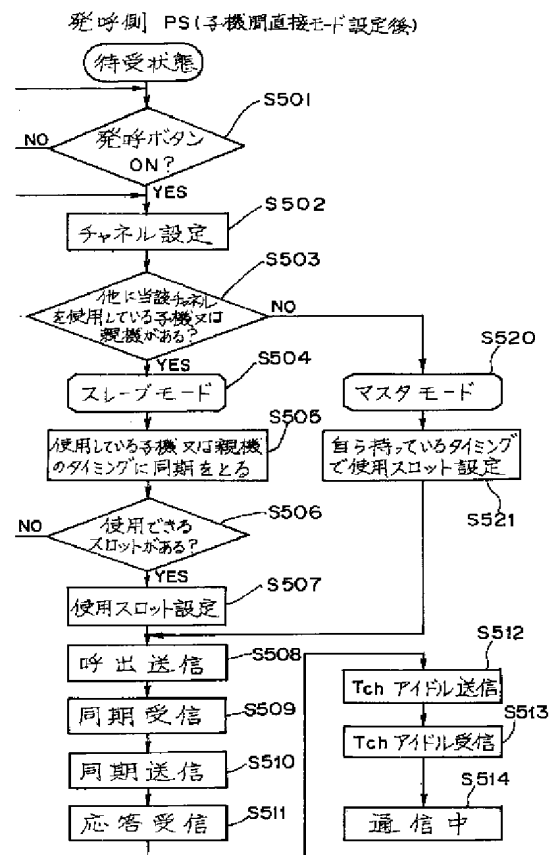 発呼側 PS(子機間直接モード設定後)
待受状態
S501
発呼ボタン
ON?
NO
YES
S502
チャネル設定
S503
他に当該チャネル
を使用している子機又は
親機がある?
NO
YES
S504
スレーブモード
S520
マスタモード
S505
使用している子機又は親機
のタイミングに同期をとる
自ら持っているタイミング
で使用スロット設定
S521
S506
使用できる
スロットがある?
NO
YES
S507
使用スロット設定
S508
呼出送信
S509
同期受信
S510
同期送信
S511
応答受信
S512
Tch アイドル送信
S513
Tch アイドル受信
S514
通信中